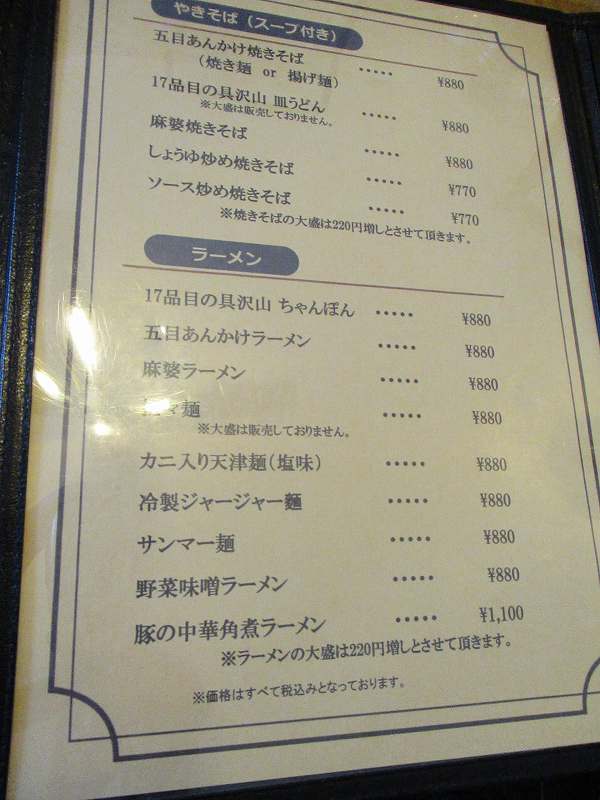 やきそば（スープ付き）
五目あんかけ焼きそば ・・・・・ ¥880
（焼き麺 or 揚げ麺）
17品目の具沢山 皿うどん ・・・・・ ¥880
※大盛は販売しておりません。
麻婆焼きそば ・・・・・ ¥880
しょうゆ炒め焼きそば ・・・・・ ¥770
ソース炒め焼きそば ・・・・・ ¥770
※焼きそばの大盛は220円増しとさせて頂きます。
ラーメン
17品目の具沢山 ちゃんぽん ・・・・・ ¥880
五目あんかけラーメン ・・・・・ ¥880
麻婆ラーメン ・・・・・ ¥880
々麺 ・・・・・ ¥880
※大盛は販売しておりません。
カニ入り天津麺（塩味） ・・・・・ ¥880
冷製ジャージャー麺 ・・・・・ ¥880
サンマー麺 ・・・・・ ¥880
野菜味噌ラーメン ・・・・・ ¥880
豚の中華角煮ラーメン ・・・・・ ¥1,100
※ラーメンの大盛は220円増しとさせて頂きます。
※価格はすべて税込みとなっております。